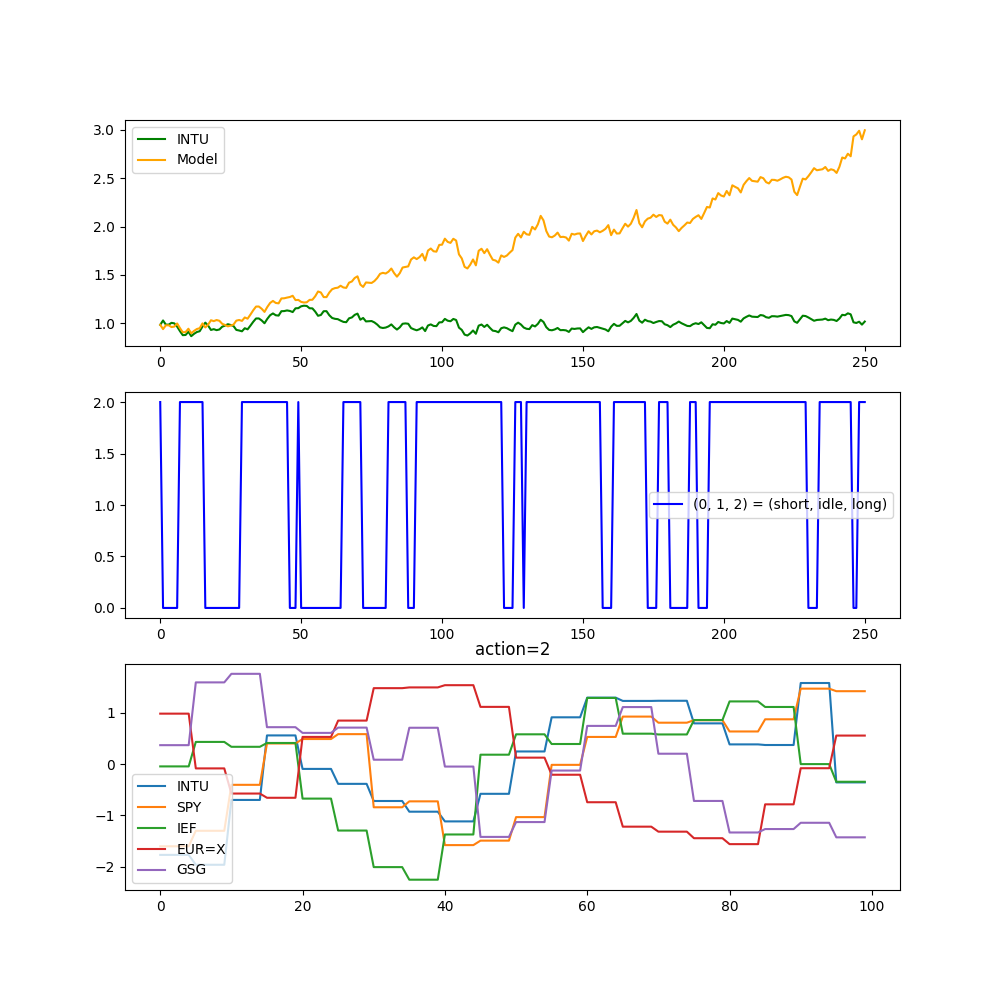 3.0
2.5
2.0
1.5
1.0
INTU
Model
0 50 100 150 200 250
2.0
1.5
1.0
0.5
0.0
(0, 1, 2) = (short, idle, long)
0 50 100 150 200 250
action=2
1
0
−1
−2
INTU
SPY
IEF
EUR=X
GSG
0 20 40 60 80 100